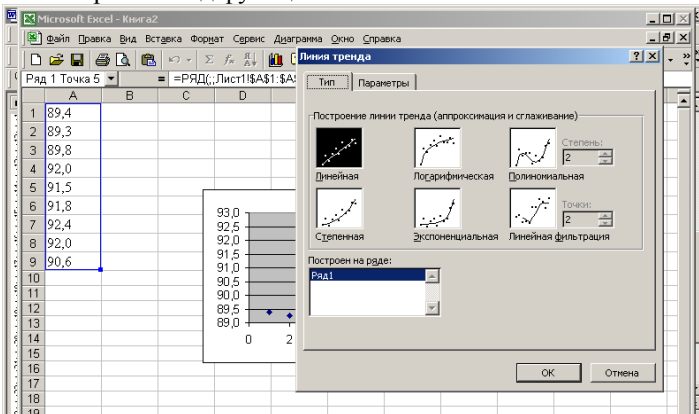 Microsoft Excel - Книга2
Файл Правка Вид Вставка Формат Сервис Диаграмма Окно Справка
Линия тренда
Ряд 1 Точка 5 = =РЯД(;;Лист1!$A$1:$A$
Тип Параметры
A B C D
Построение линии тренда (аппроксимация и сглаживание)
Степень:
2
Линейная Логарифмическая Полиномиальная
Точки:
2
Степенная Экспоненциальная Линейная фильтрация
Построен на ряде:
Ряд1
ОК Отмена
1 89,4
2 89,3
3 89,8
4 92,0
5 91,5
6 91,8
7 92,4
8 92,0
9 90,6
10
11
12
13
14
15
16
17
18
19
93,0
92,5
92,0
91,5
91,0
90,5
90,0
89,5
89,0
0 2